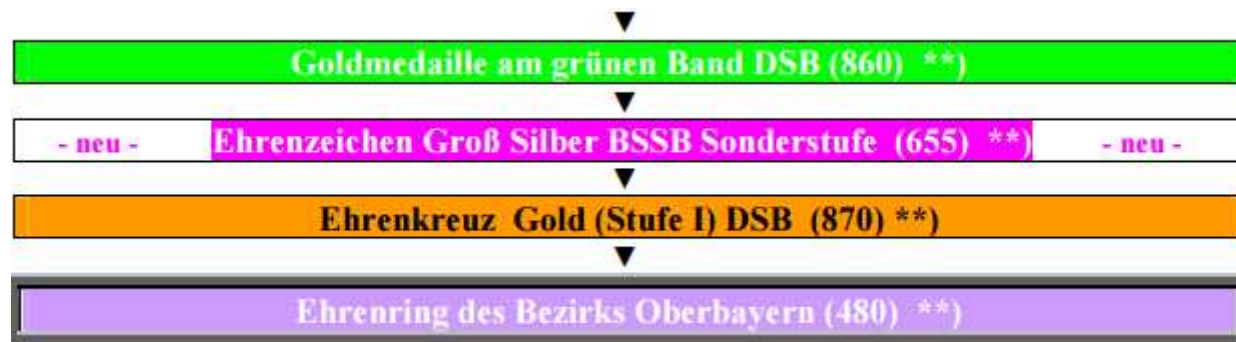 Goldmedaille am grünen Band DSB (860) **)
- neu - Ehrenzeichen Groß Silber BSSB Sonderstufe (655) **) - neu -
Ehrenkreuz Gold (Stufe I) DSB (870) **)
Ehrenring des Bezirks Oberbayern (480) **)